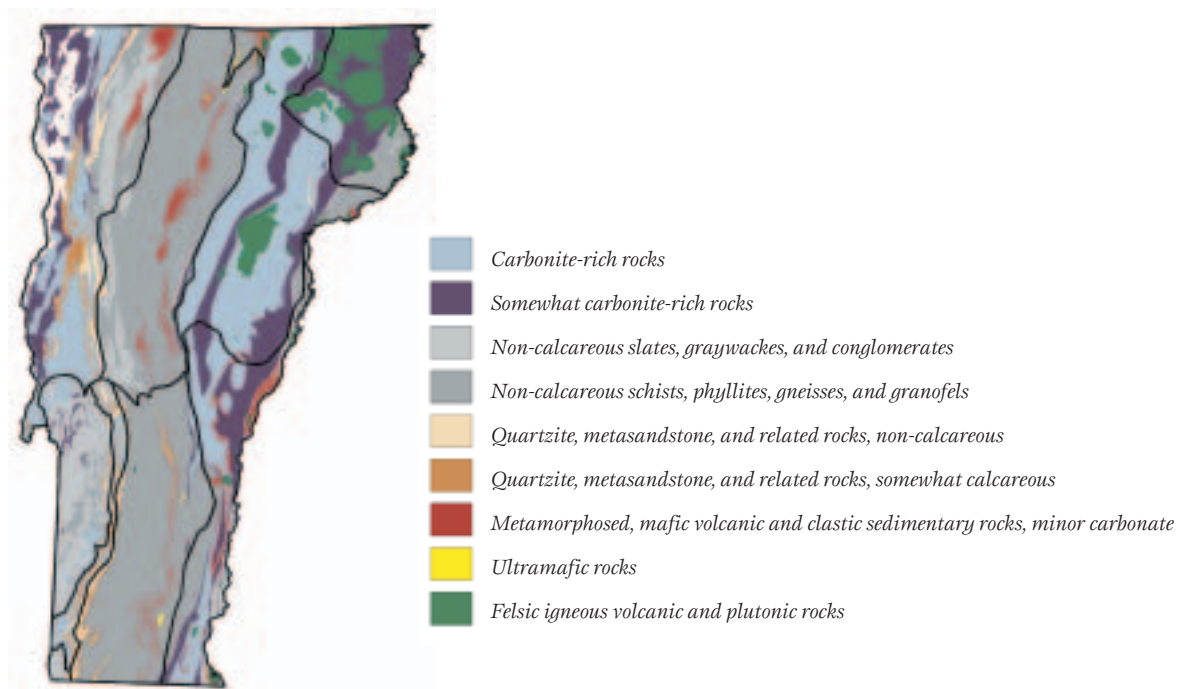 Carbonite-rich rocks
Somewhat carbonite-rich rocks
Non-calcareous slates, graywackes, and conglomerates
Non-calcareous schists, phyllites, gneisses, and granofels
Quartzite, metasandstone, and related rocks, non-calcareous
Quartzite, metasandstone, and related rocks, somewhat calcareous
Metamorphosed, mafic volcanic and clastic sedimentary rocks, minor carbonate
Ultramafic rocks
Felsic igneous volcanic and plutonic rocks